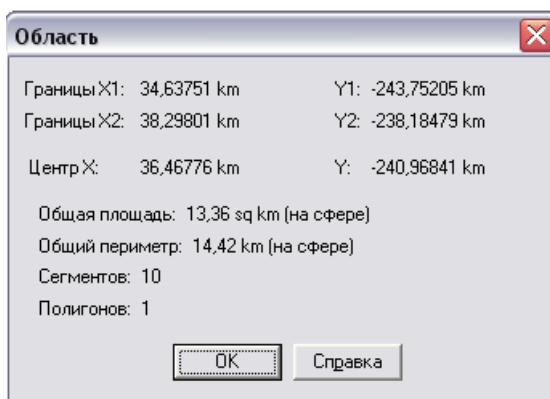 Область
Границы X1: 34,63751 km Y1: -243,75205 km
Границы X2: 38,29801 km Y2: -238,18479 km
Центр X: 36,46776 km Y: -240,96841 km
Общая площадь: 13,36 sq km (на сфере)
Общий периметр: 14,42 km (на сфере)
Сегментов: 10
Полигонов: 1
OK Справка